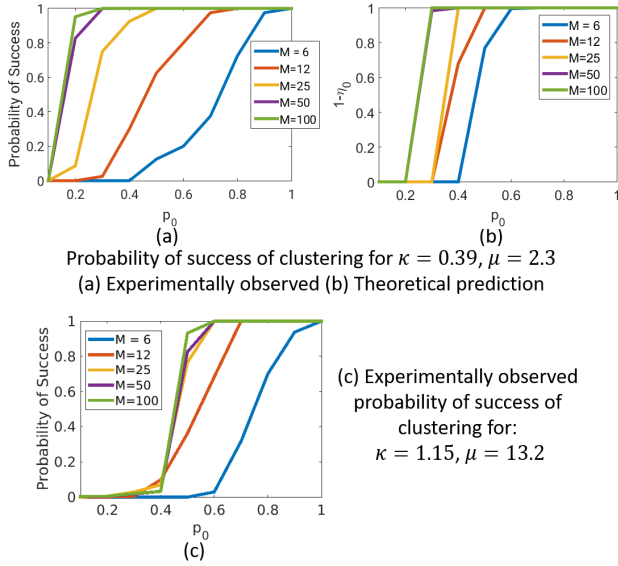 Probability of Success
1
0.8
0.6
0.4
0.2
0
0.2
0.4
0.6
0.8
1
p0
M = 6
M=12
M=25
M=50
M=100
(a)
1-η0
1
0.8
0.6
0.4
0.2
0
0.2
0.4
0.6
0.8
1
p0
M = 6
M=12
M=25
M=50
M=100
(b)
Probability of success of clustering for κ = 0.39, μ = 2.3
(a) Experimentally observed (b) Theoretical prediction
Probability of Success
1
0.8
0.6
0.4
0.2
0
0.2
0.4
0.6
0.8
1
p0
M = 6
M=12
M=25
M=50
M=100
(c)
(c) Experimentally observed
probability of success of
clustering for:
κ = 1.15, μ = 13.2